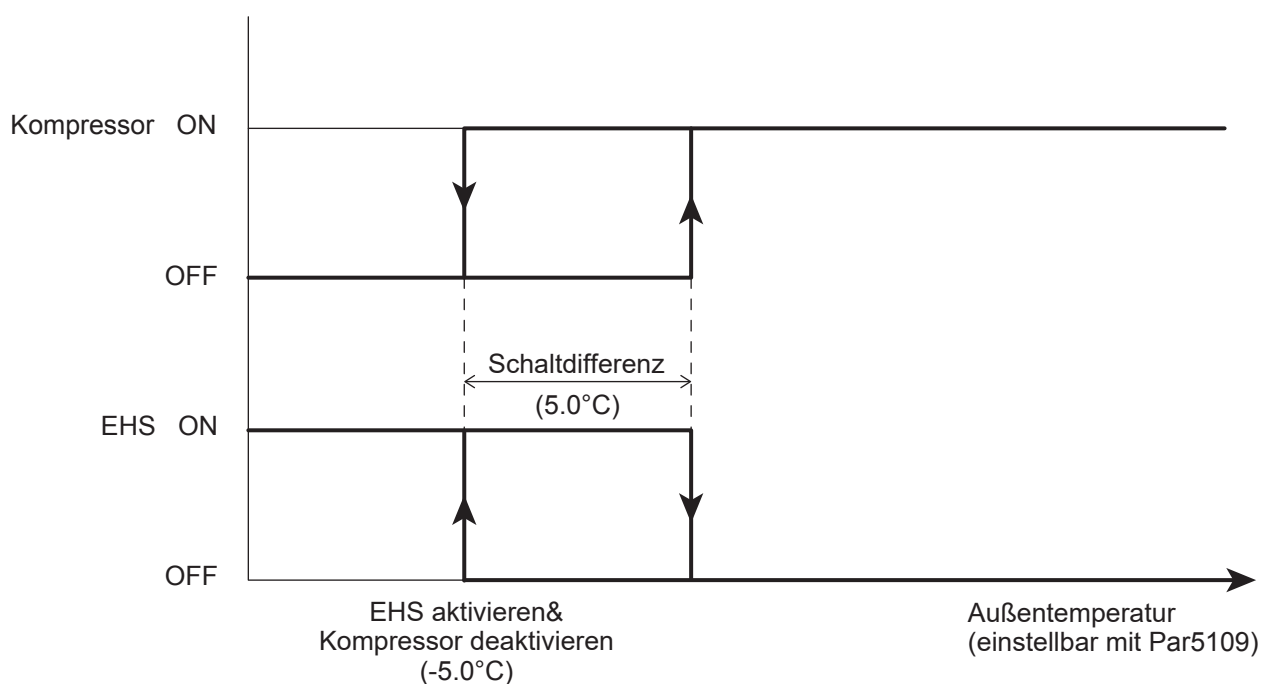 Kompressor ON
OFF
Schaltdifferenz
(5.0°C)
EHS ON
OFF
EHS aktivieren&
Kompressor deaktivieren
(-5.0°C)
Außentemperatur
(einstellbar mit Par5109)